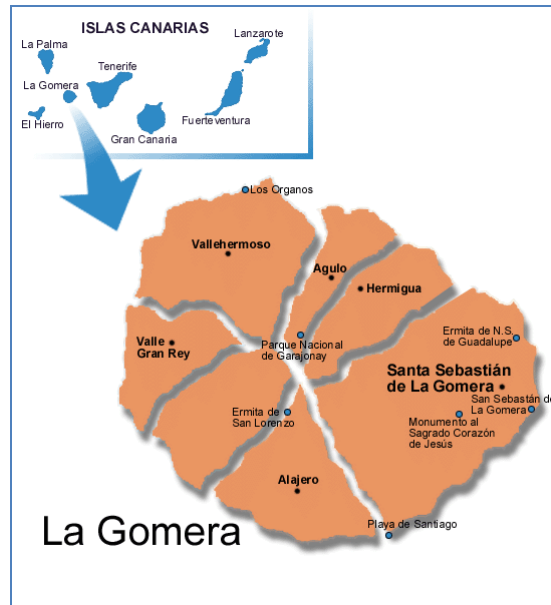 ISLAS CANARIAS
La Palma
Lanzarote
Tenerife
La Gomera
El Hierro
Fuerteventura
Gran Canaria
Los Organos
Vallehermoso
Agulo
Hermigua
Valle
Gran Rey
Parque Nacional
de Garajonay
Ermita de N.S.
de Guadalupe
Santa Sebastián
de La Gomera
San Sebastián de
La Gomera
Ermita de
San Lorenzo
Monumento al
Sagrado Corazón
de Jesús
Alajero
La Gomera
Playa de Santiago